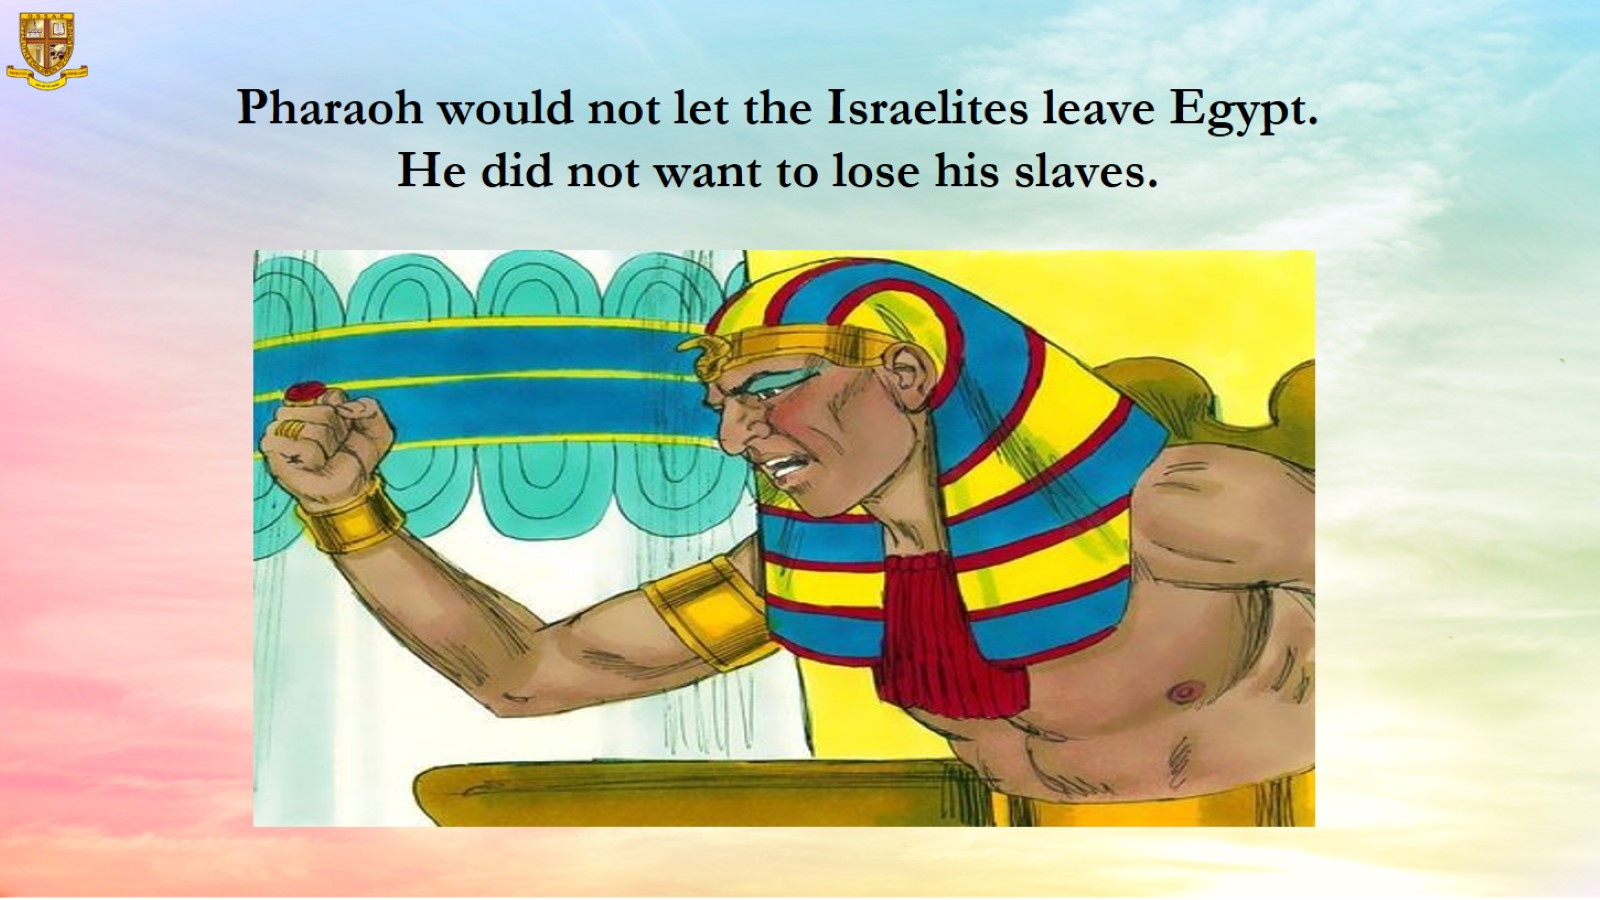 Pharaoh would not let the Israelites leave Egypt.
He did not want to lose his slaves.